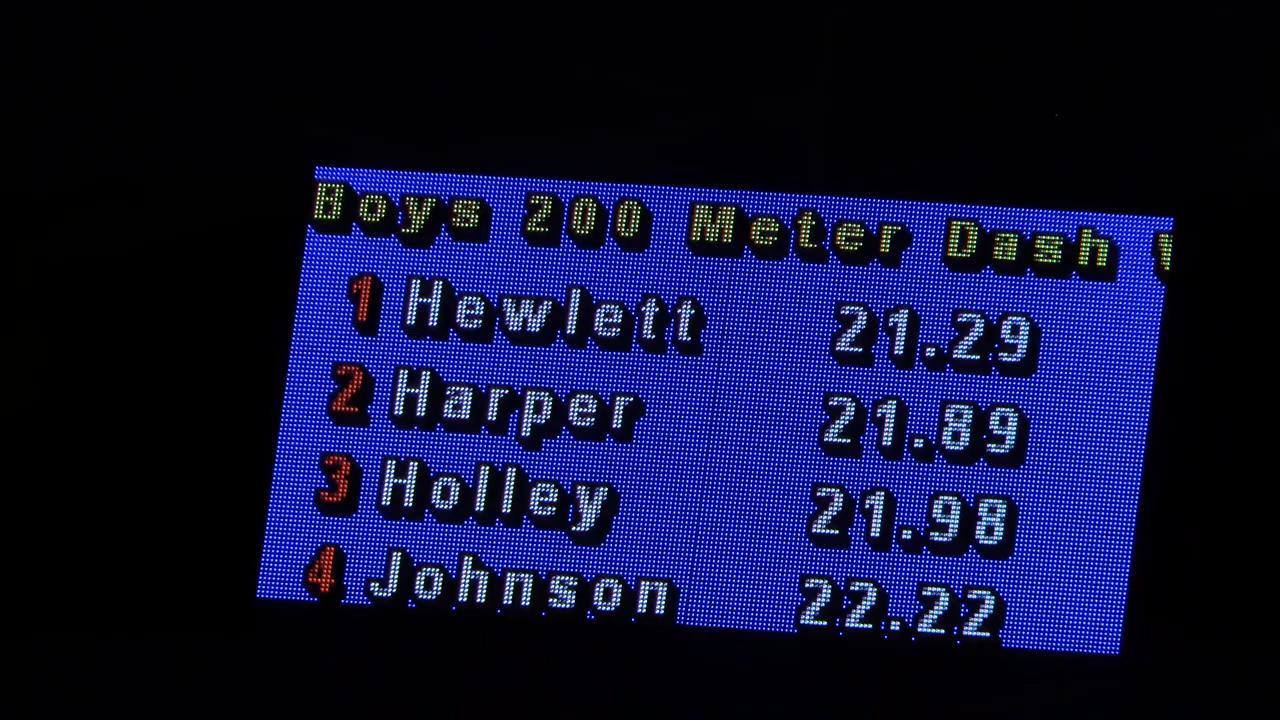 Boys 200 Meter Dash
1 Hewlett 21.29
2 Harper 21.89
3 Holley 21.98
4 Johnson 22.22